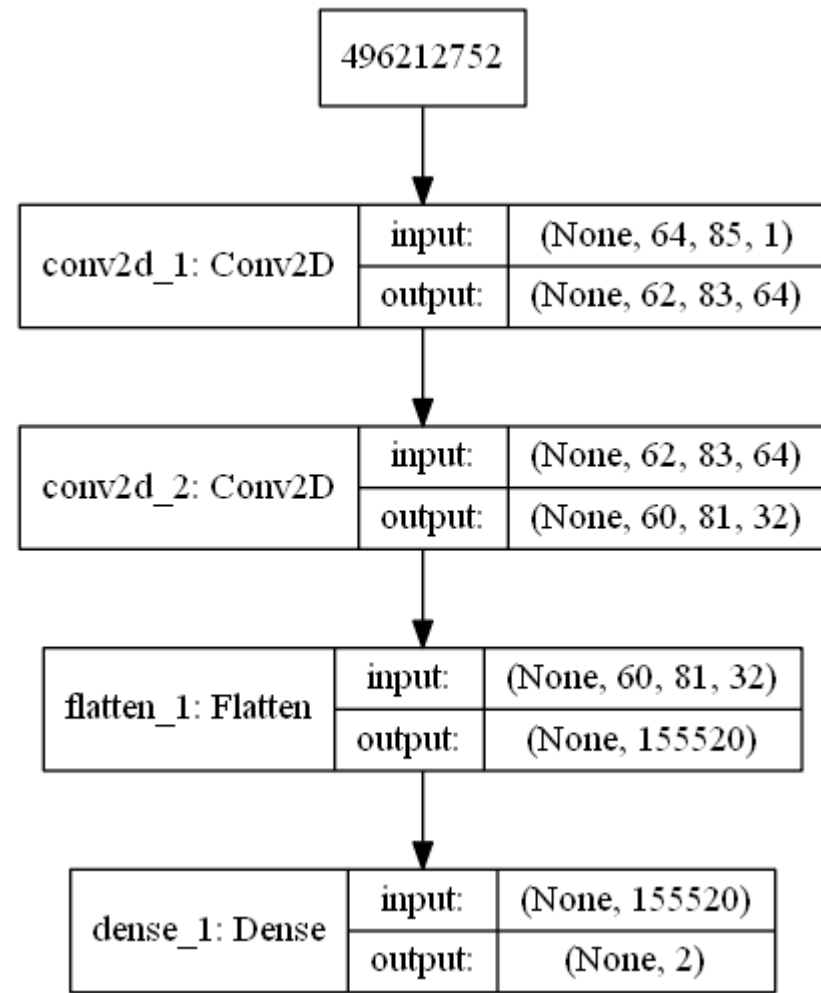 496212752
conv2d_1: Conv2D
input:
(None, 64, 85, 1)
output:
(None, 62, 83, 64)
conv2d_2: Conv2D
input:
(None, 62, 83, 64)
output:
(None, 60, 81, 32)
flatten_1: Flatten
input:
(None, 60, 81, 32)
output:
(None, 155520)
dense_1: Dense
input:
(None, 155520)
output:
(None, 2)